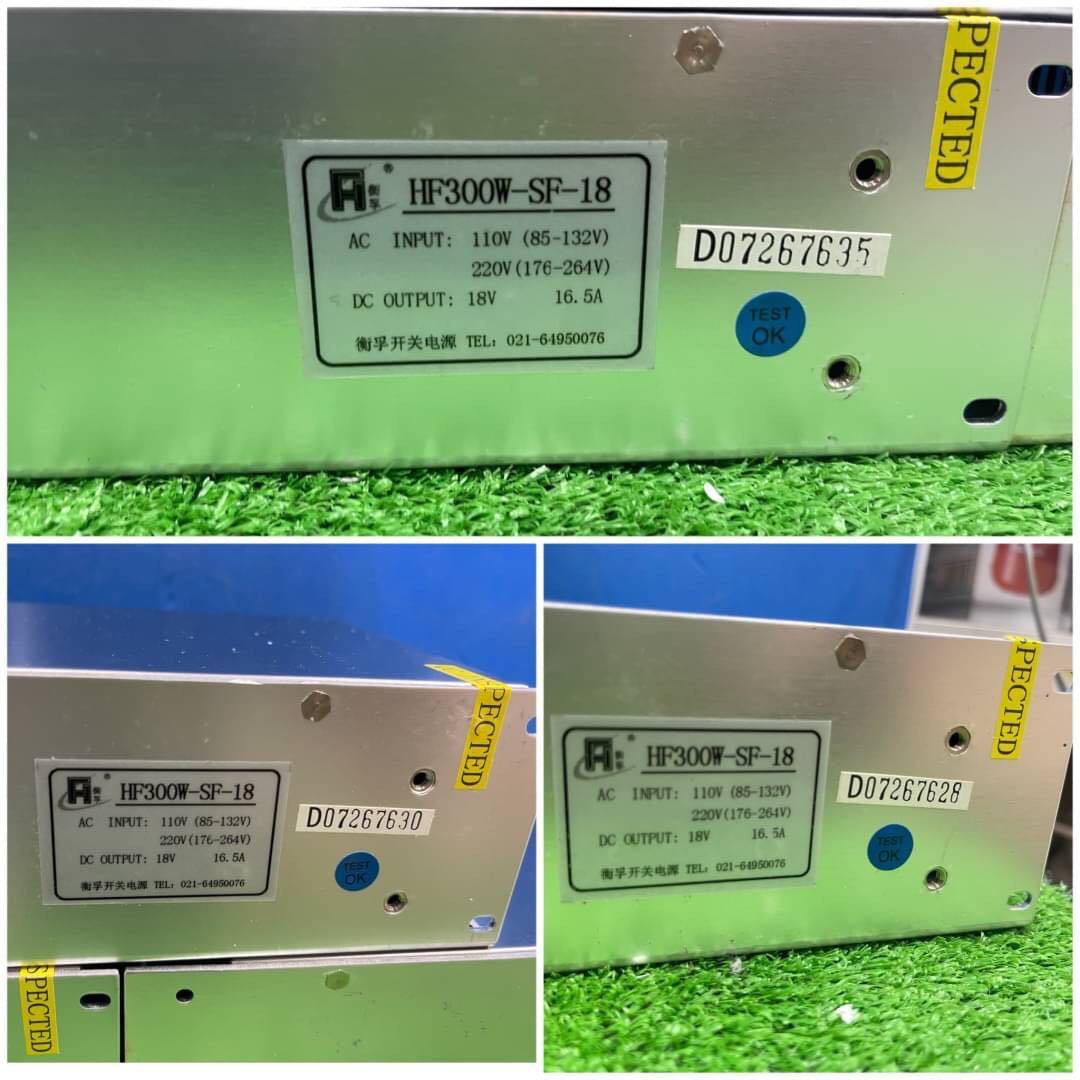 SPECTED
衡孚
®
HF300W-SF-18
AC INPUT: 110V (85-132V)
220V(176-264V)
DC OUTPUT: 18V 16.5A
衡孚开关电源 TEL: 021-64950076
D07267635
TEST
OK
SPECTED
衡孚
®
HF300W-SF-18
AC INPUT: 110V (85-132V)
220V(176-264V)
DC OUTPUT: 18V 16.5A
衡孚开关电源 TEL: 021-64950076
D07267630
TEST
OK
SPECTED
SPECTED
衡孚
®
HF300W-SF-18
AC INPUT: 110V (85-132V)
220V(176-264V)
DC OUTPUT: 18V 16.5A
衡孚开关电源 TEL: 021-64950076
D07267628
TEST
OK